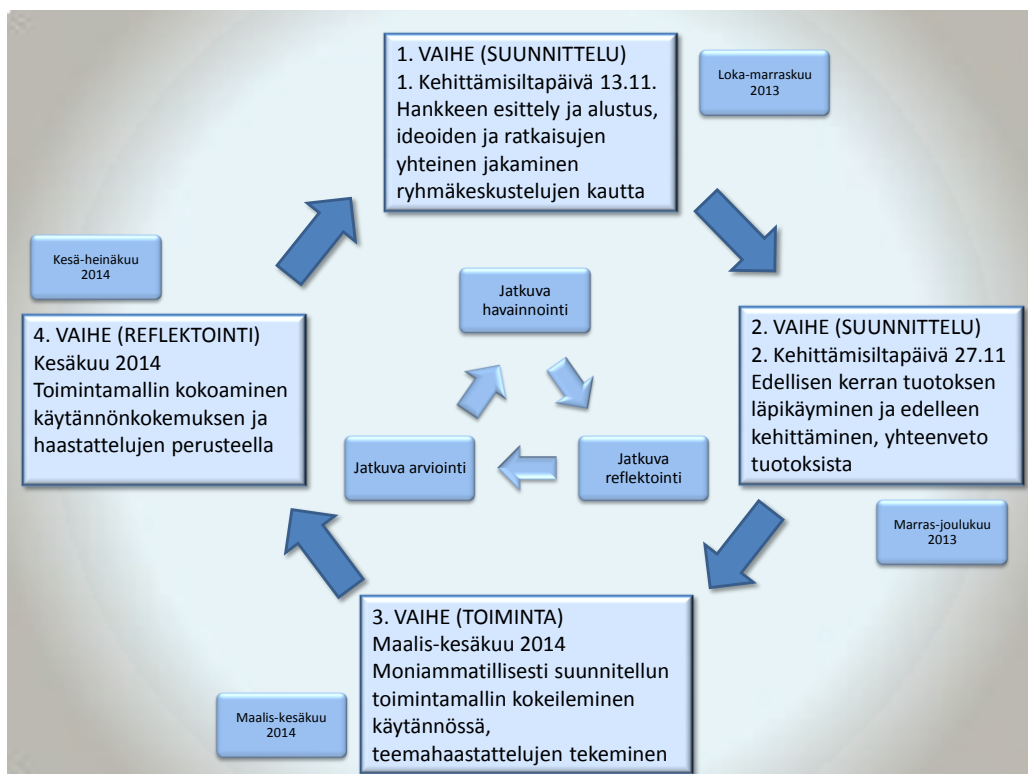 1. VAIHE (SUUNNITTELU)
1. Kehittämisiltapäivä 13.11.
Hankkeen esittely ja alustus,
ideoiden ja ratkaisujen
yhteinen jakaminen
ryhmäkeskustelujen kautta
Loka-marraskuu
2013
2. VAIHE (SUUNNITTELU)
2. Kehittämisiltapäivä 27.11
Edellisen kerran tuotoksen
läpikäyminen ja edelleen
kehittäminen, yhteenveto
tuotoksista
Marras-joulukuu
2013
3. VAIHE (TOIMINTA)
Maalis-kesäkuu 2014
Moniammatillisesti suunnitellun
toimintamallin kokeileminen
käytännössä,
teemahaastattelujen tekeminen
Maalis-kesäkuu
2014
4. VAIHE (REFLEKTOINTI)
Kesäkuu 2014
Toimintamallin kokoaminen
käytännönkokemuksen ja
haastattelujen perusteella
Kesä-heinäkuu
2014
Jatkuva
havainnointi
Jatkuva
reflektointi
Jatkuva arviointi